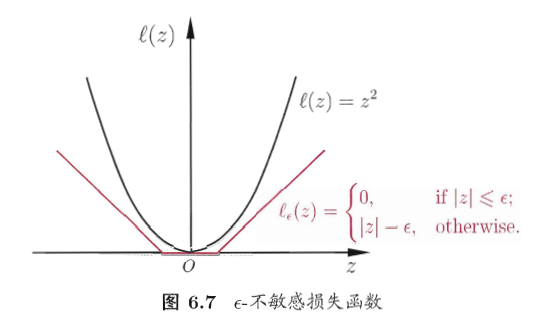 ℓ(z)
ℓ(z) = z²
ℓ_ϵ(z) = { 0, if |z| ⩽ ϵ;
|z| − ϵ, otherwise.
O
z
图 6.7 ϵ-不敏感损失函数